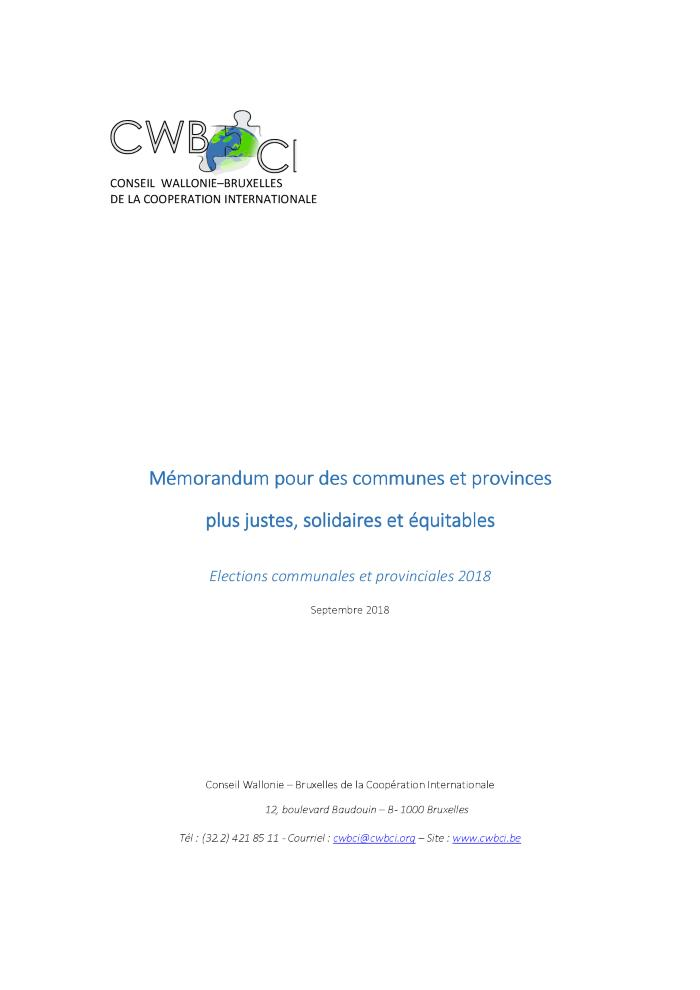 CWBCI
CONSEIL WALLONIE–BRUXELLES
DE LA COOPERATION INTERNATIONALE
Mémorandum pour des communes et provinces
plus justes, solidaires et équitables
Elections communales et provinciales 2018
Septembre 2018
Conseil Wallonie – Bruxelles de la Coopération Internationale
12, boulevard Baudouin – B- 1000 Bruxelles
Tél : (32.2) 421 85 11 - Courriel : cwbci@cwbci.org – Site : www.cwbci.be